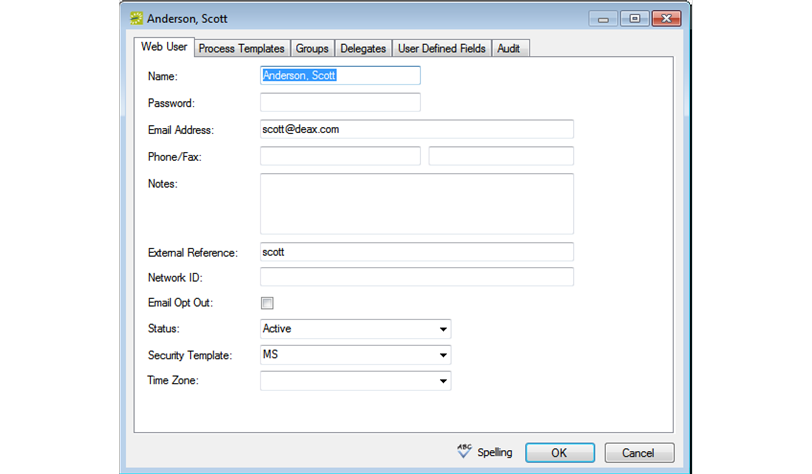 Anderson, Scott
Web User Process Templates Groups Delegates User Defined Fields Audit
Name: Anderson, Scott
Password:
Email Address: scott@deax.com
Phone/Fax:
Notes:
External Reference: scott
Network ID:
Email Opt Out:
Status: Active
Security Template: MS
Time Zone:
ABC Spelling OK Cancel